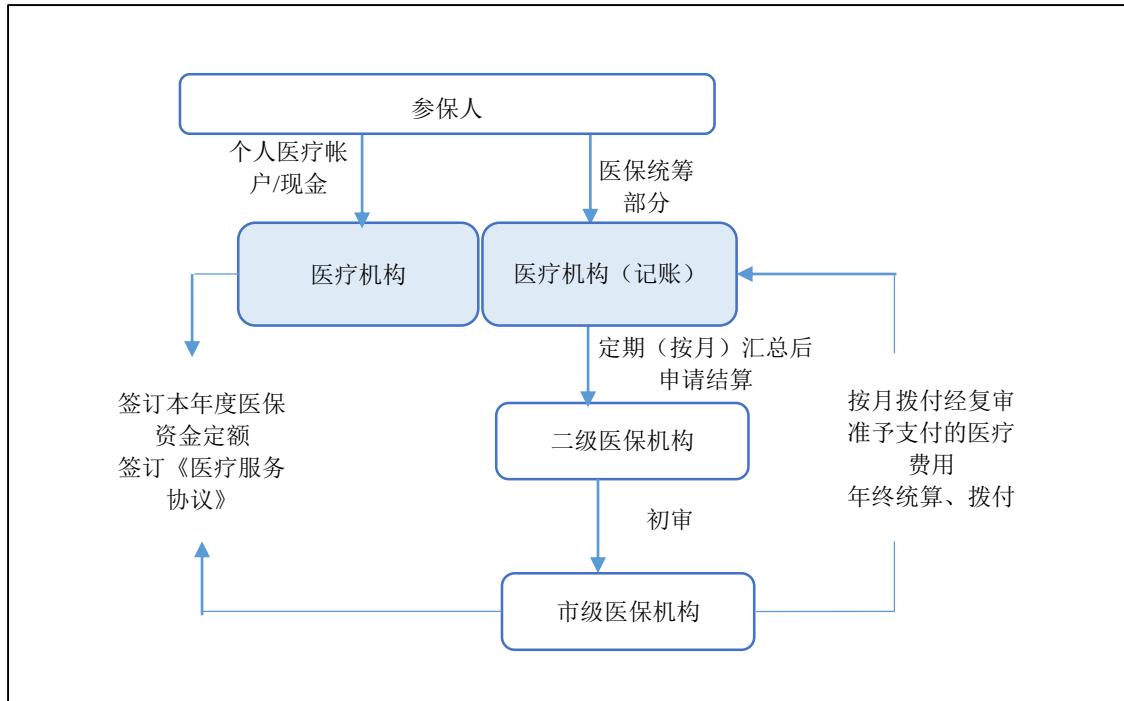 参保人
个人医疗帐
户/现金
医保统筹
部分
医疗机构
医疗机构（记账）
定期（按月）汇总后
申请结算
签订本年度医保
资金定额
签订《医疗服务
协议》
二级医保机构
按月拨付经复审
准予支付的医疗
费用
年终统算、拨付
初审
市级医保机构